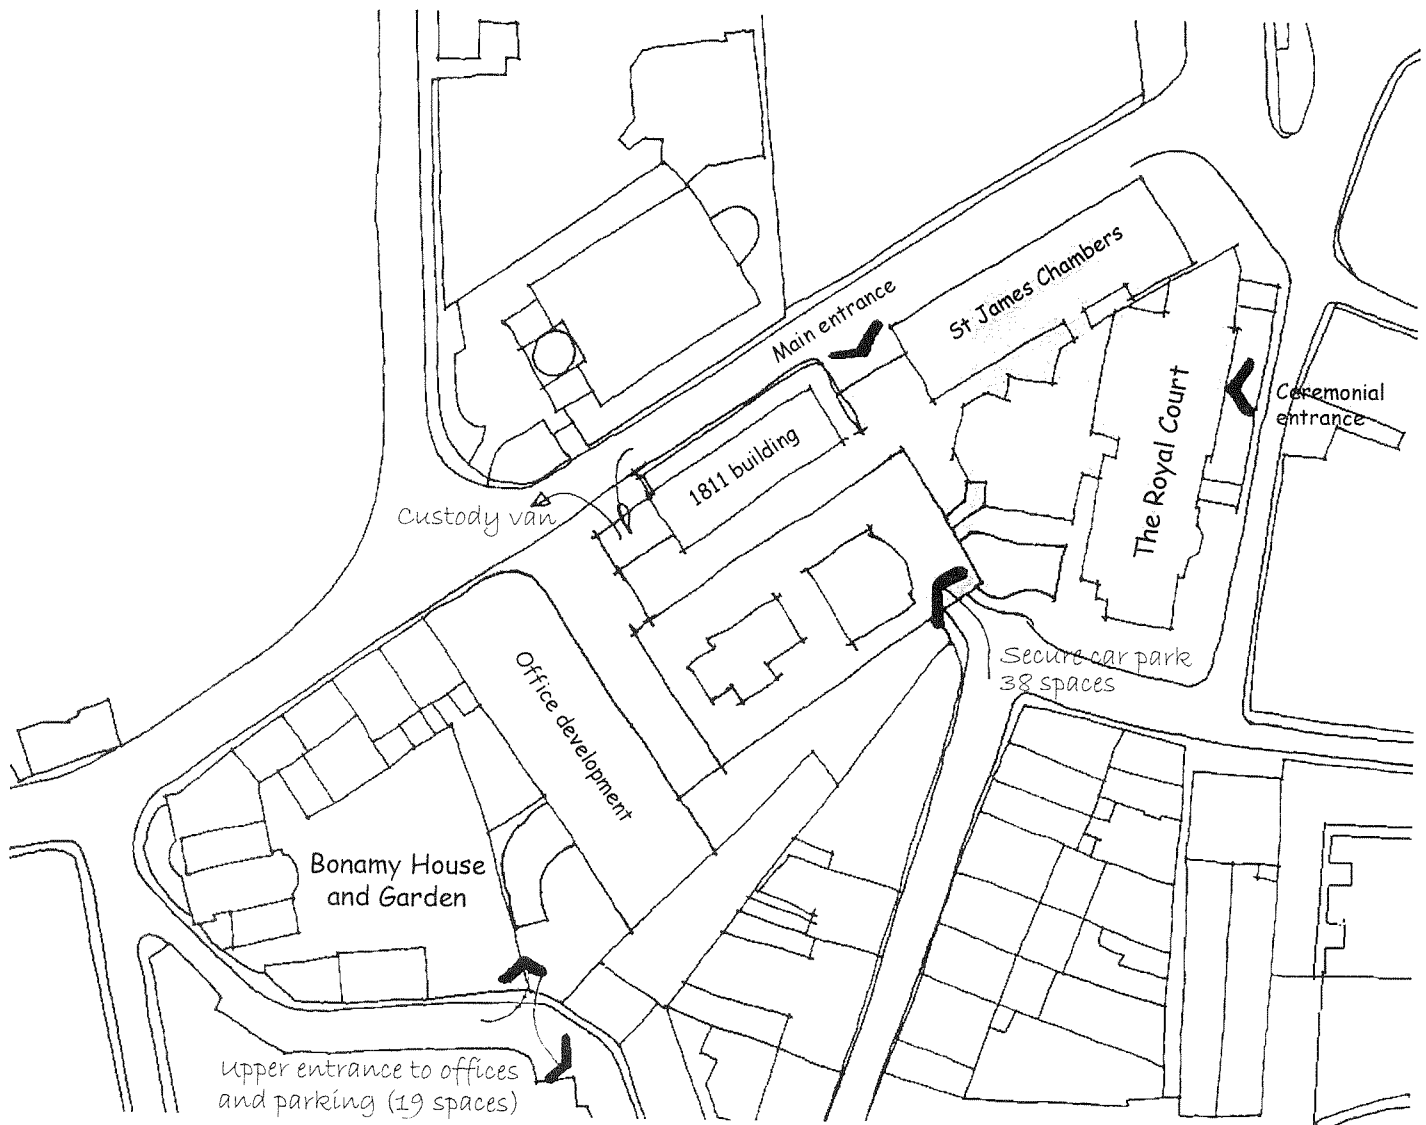 St James Chambers
Main entrance
Ceremonial
entrance
The Royal Court
1811 building
Custody van
Secure car park
38 spaces
Office development
Bonamy House
and Garden
Upper entrance to offices
and parking (19 spaces)